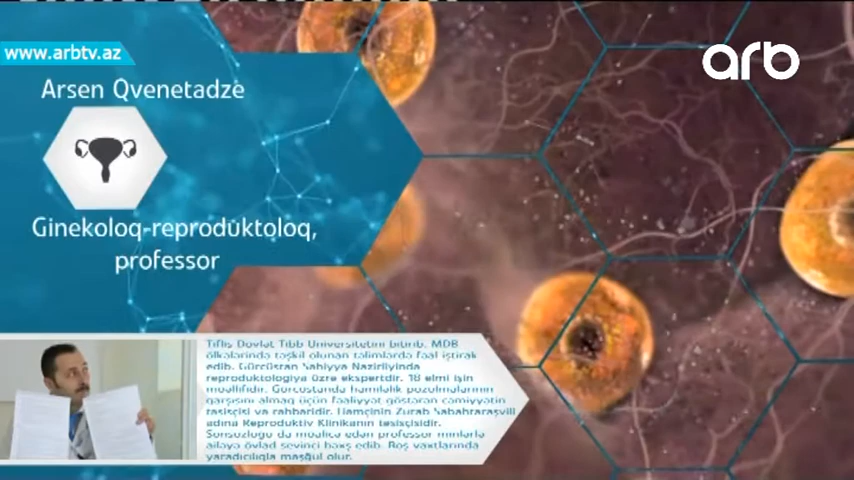 www.arbtv.az
arb
Arsen Qvenetadze
Ginekoloq-reproduktoloq,
professor
Tiflis Dövlət Tibb Universitetini bitirib. MDB
ölkələrində təşkil olunan təlimlərdə fəal iştirak
edib. Gürcüstan Səhiyyə Nazirliyində
reproduktologiya üzrə ekspertdir. 18 elmi işin
müəllifidir. Gürcüstanda hamiləlik pozulmalarının
qarşısını almaq üçün fəaliyyət göstərən cəmiyyətin
təsisçisi və rəhbəridir. Həmçinin Zurab Sabahtaraşvili
adına Reproduktiv Klinikanın təsisçisidir.
Sonsuzluğu da müalicə edən professor minlərlə
ailəyə övlad sevinci bəxş edib. Boş vaxtlarında
yaradıcılıqla məşğul olur.